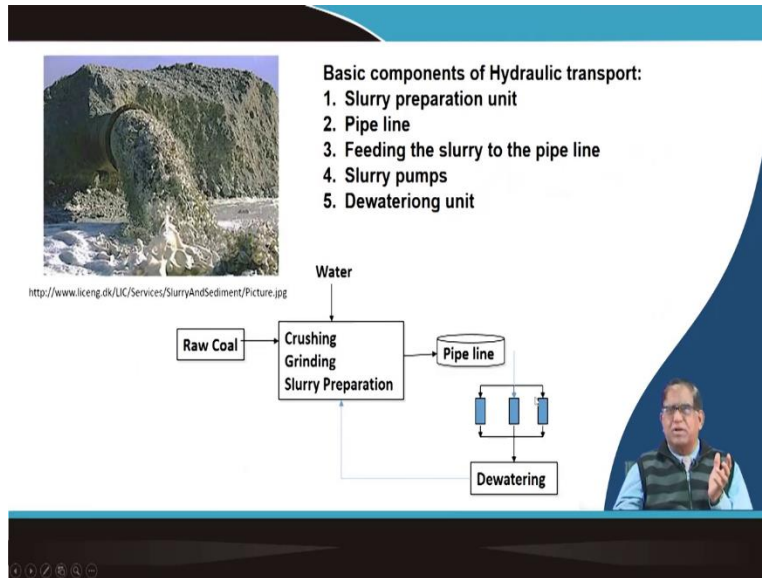 Basic components of Hydraulic transport:
1. Slurry preparation unit
2. Pipe line
3. Feeding the slurry to the pipe line
4. Slurry pumps
5. Dewateriong unit
http://www.liceng.dk/LIC/Services/SlurryAndSediment/Picture.jpg
Water
Raw Coal
Crushing
Grinding
Slurry Preparation
Pipe line
Dewatering